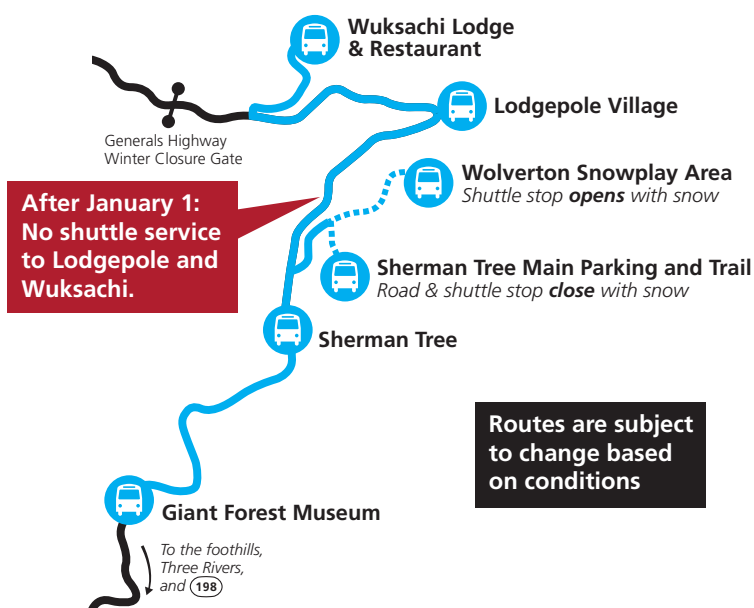 Wuksachi Lodge
& Restaurant
Lodgepole Village
Generals Highway
Winter Closure Gate
Wolverton Snowplay Area
Shuttle stop opens with snow
After January 1:
No shuttle service
to Lodgepole and
Wuksachi.
Sherman Tree Main Parking and Trail
Road & shuttle stop close with snow
Sherman Tree
Routes are subject
to change based
on conditions
Giant Forest Museum
To the foothills,
Three Rivers,
and 198